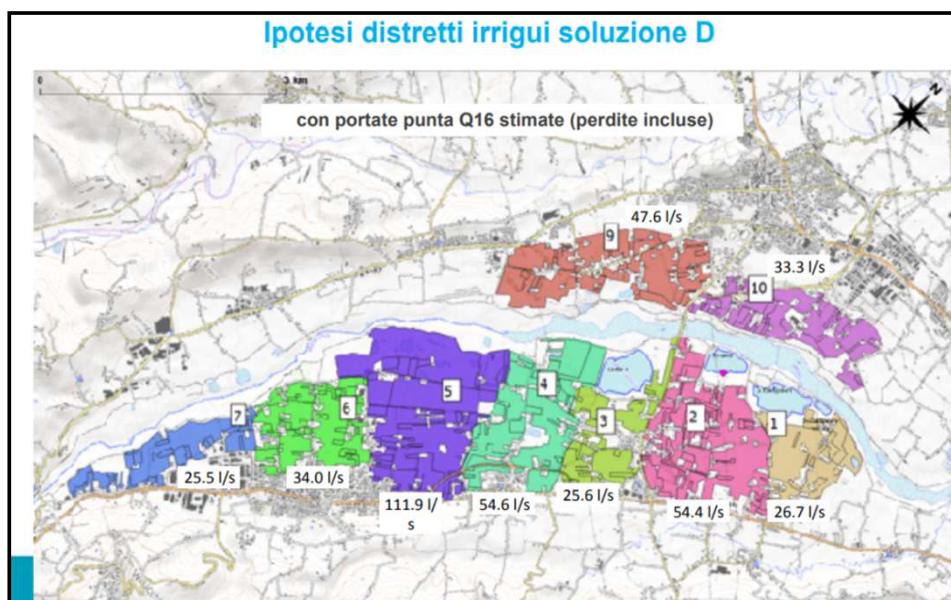 Ipotesi distretti irrigui soluzione D
0 3 km
N
con portate punta Q16 stimate (perdite incluse)
47.6 l/s
9
33.3 l/s
10
5
4
7
6
3
2
1
25.5 l/s
34.0 l/s
111.9 l/
s
54.6 l/s
25.6 l/s
54.4 l/s
26.7 l/s